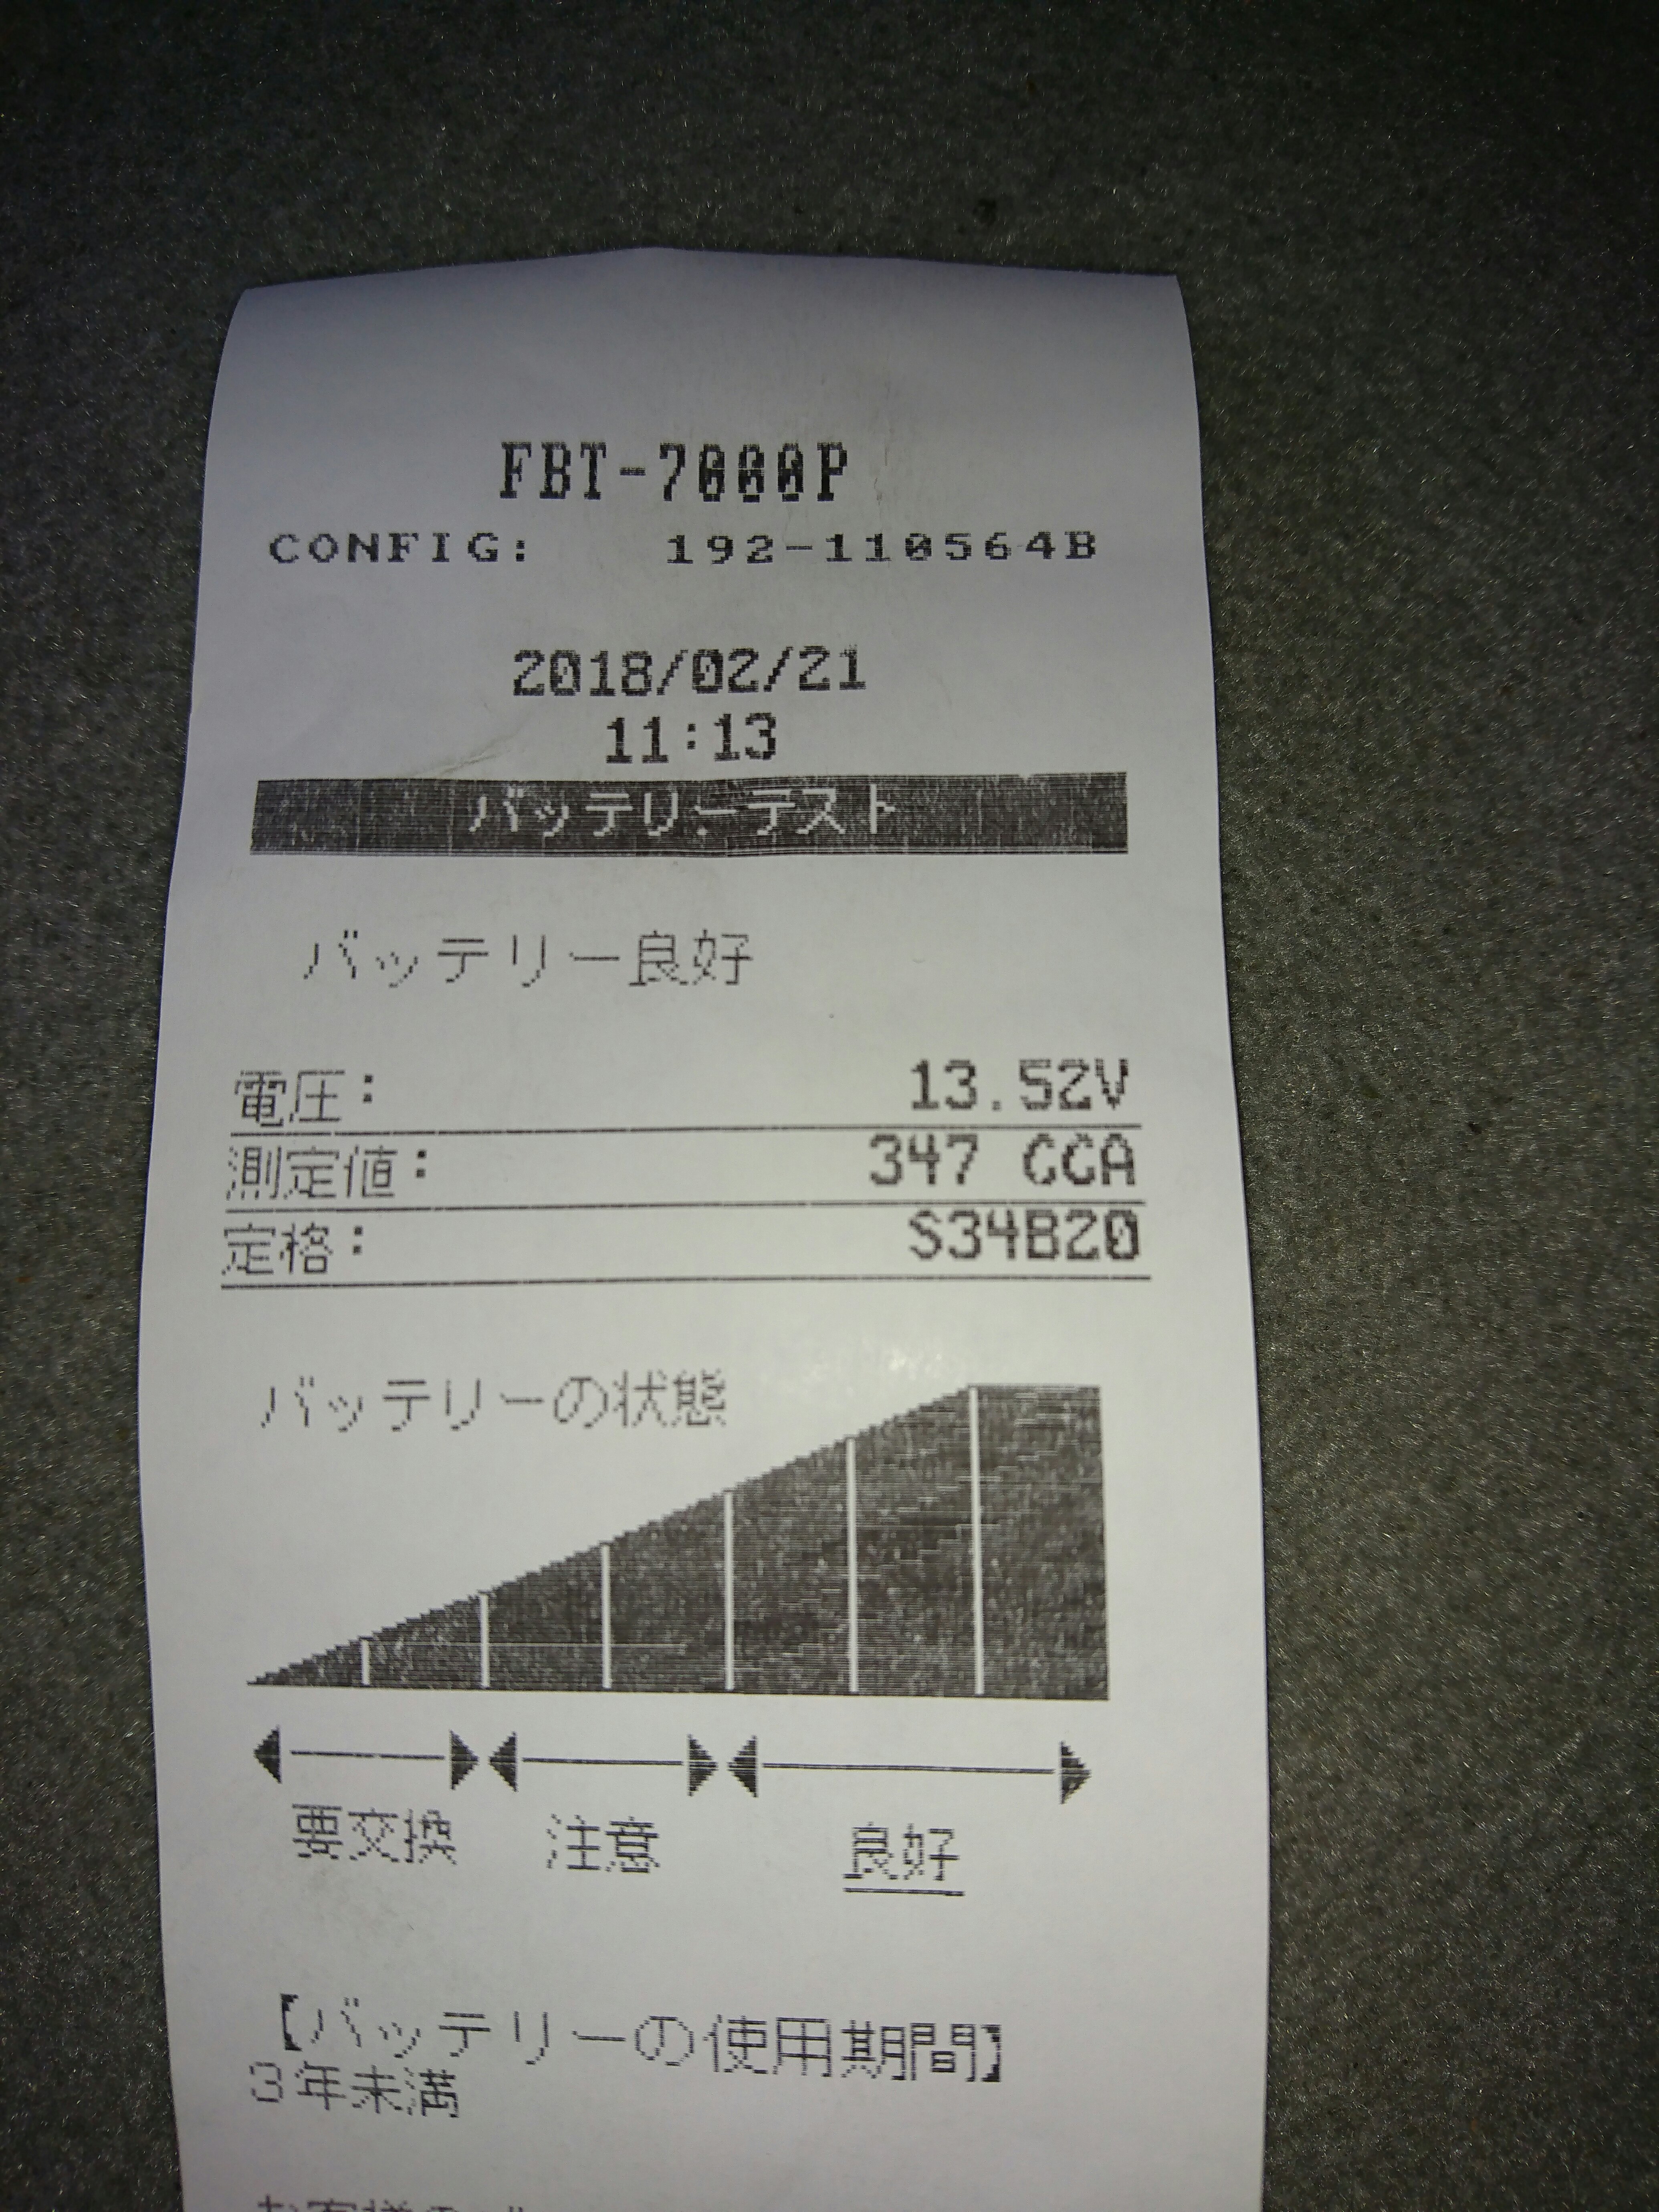 FBT-7000P
CONFIG: 192-110564B
2018/02/21
11:13
バッテリーテスト
バッテリー良好
電圧: 13.52V
測定値: 347 CCA
定格: S34B20
バッテリーの状態
要交換 注意 良好
【バッテリーの使用期間】
3年未満